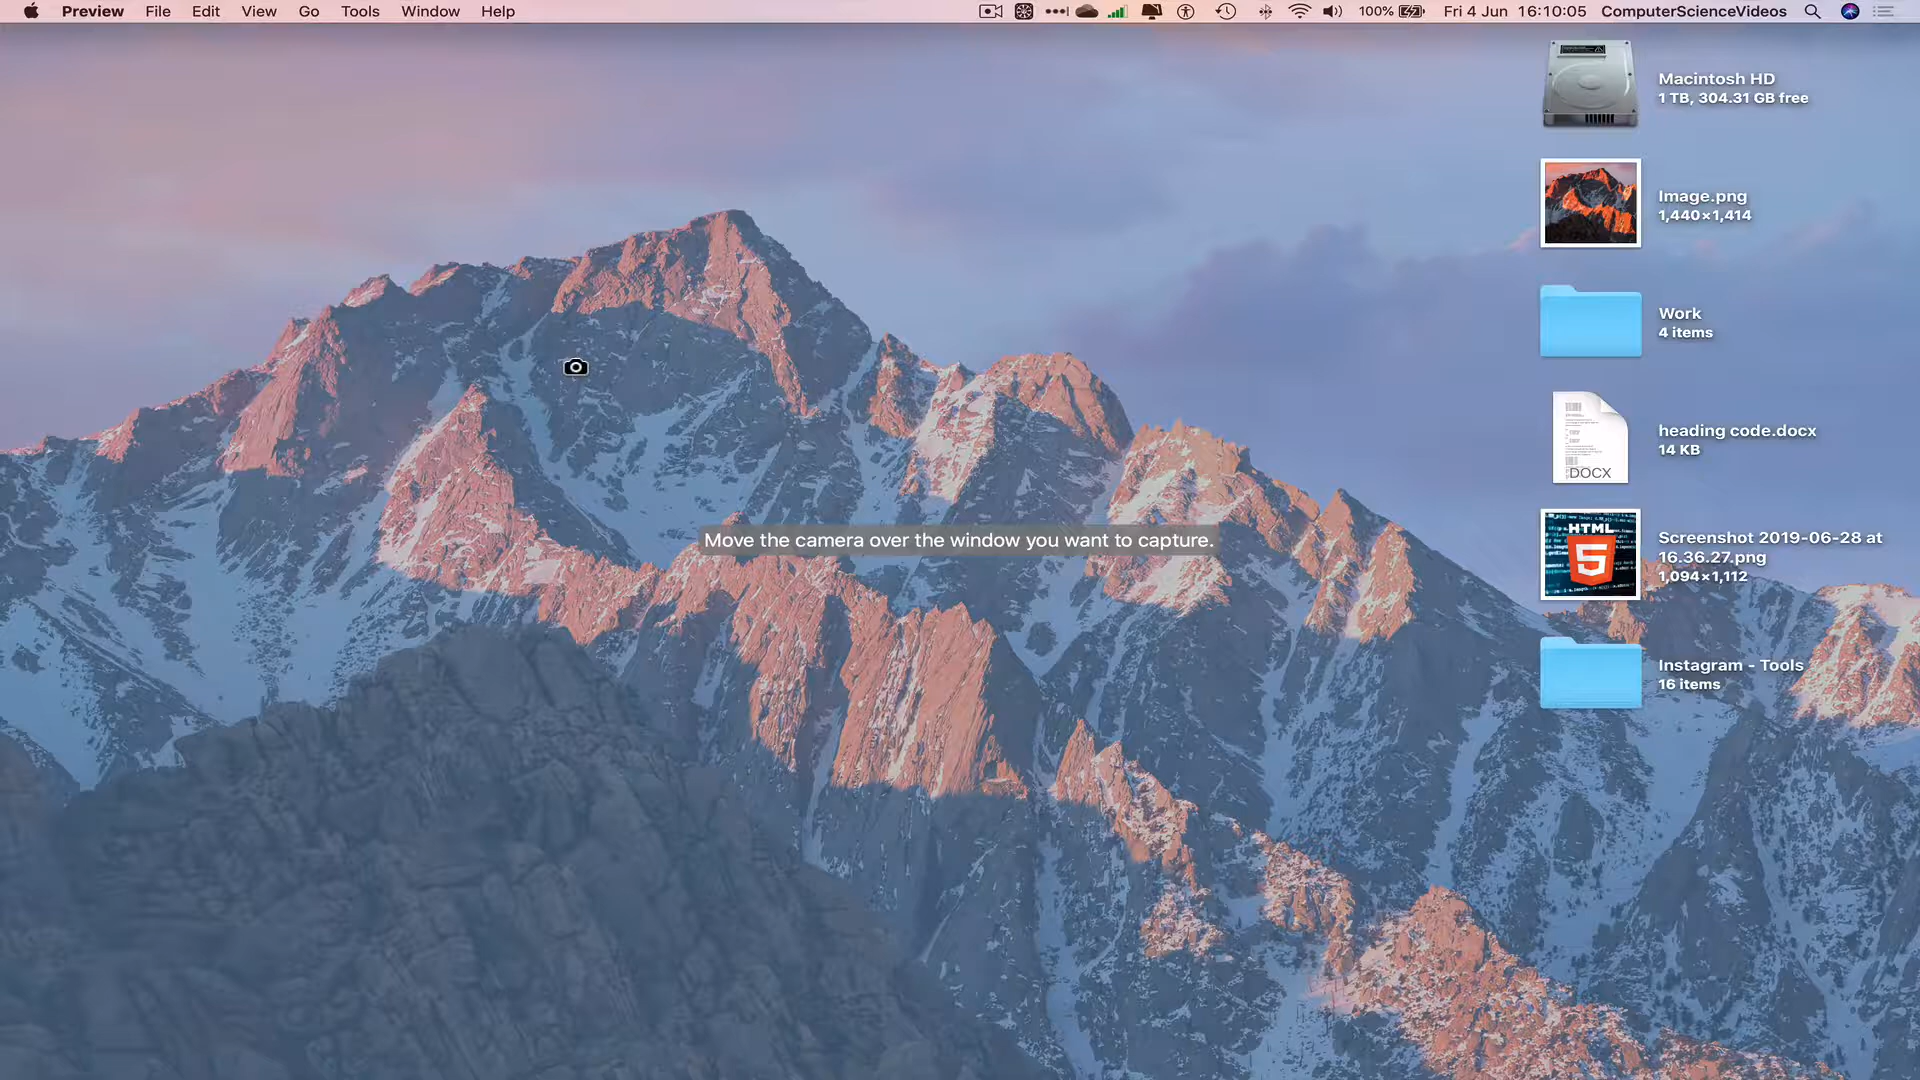 Preview File Edit View Go Tools Window Help 100% Fri 4 Jun 16:10:05 ComputerScienceVideos
Macintosh HD
1 TB, 304.31 GB free
Image.png
1,440×1,414
Work
4 items
heading code.docx
14 KB
DOCX
Move the camera over the window you want to capture.
HTML
5
Screenshot 2019-06-28 at
16.36.27.png
1,094×1,112
Instagram - Tools
16 items